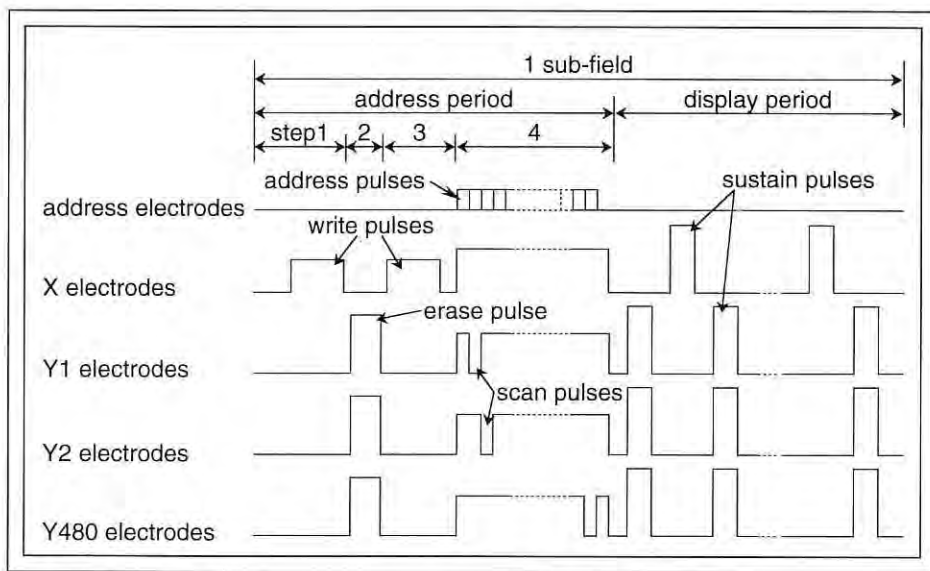 1 sub-field
address period display period
step1 2 3 4
address pulses sustain pulses
address electrodes
write pulses
X electrodes
erase pulse
Y1 electrodes
scan pulses
Y2 electrodes
Y480 electrodes